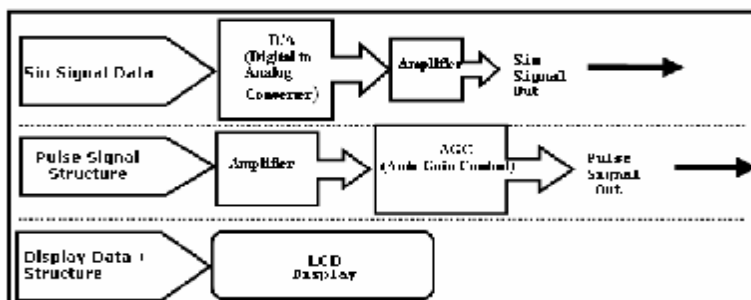 Sin Signal Data
D/A
(Digital to
Analog
Converter)
Amplifier
Sin
Signal
Out
Pulse Signal
Structure
Amplifier
AGC
(Auto Gain Control)
Pulse
Signal
Out
Display Data +
Structure
LCD
Display